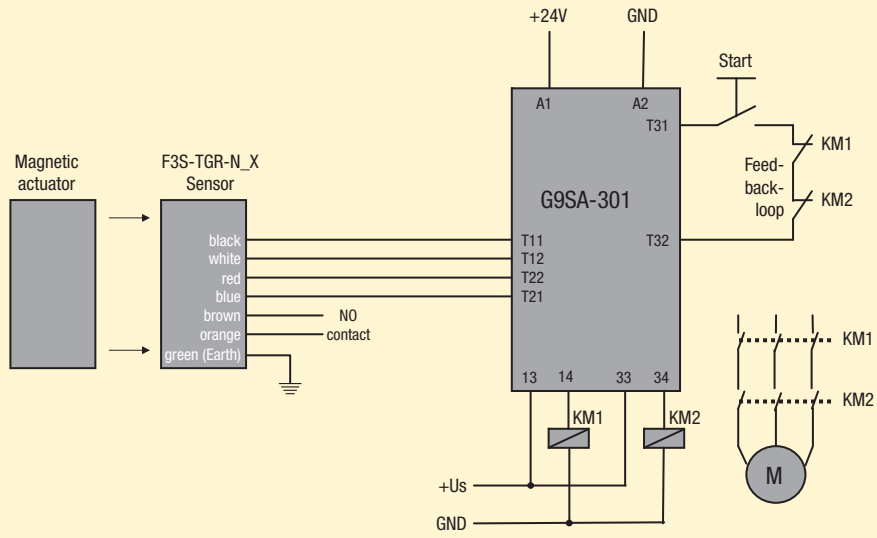 +24V
GND
Start
A1
A2
T31
Magnetic
actuator
F3S-TGR-N_X
Sensor
KM1
Feed-
back-
loop
KM2
G9SA-301
black
white
red
blue
brown
orange
green (Earth)
T11
T12
T22
T21
T32
NO
contact
13
14
33
34
KM1
KM2
KM1
KM2
M
+Us
GND